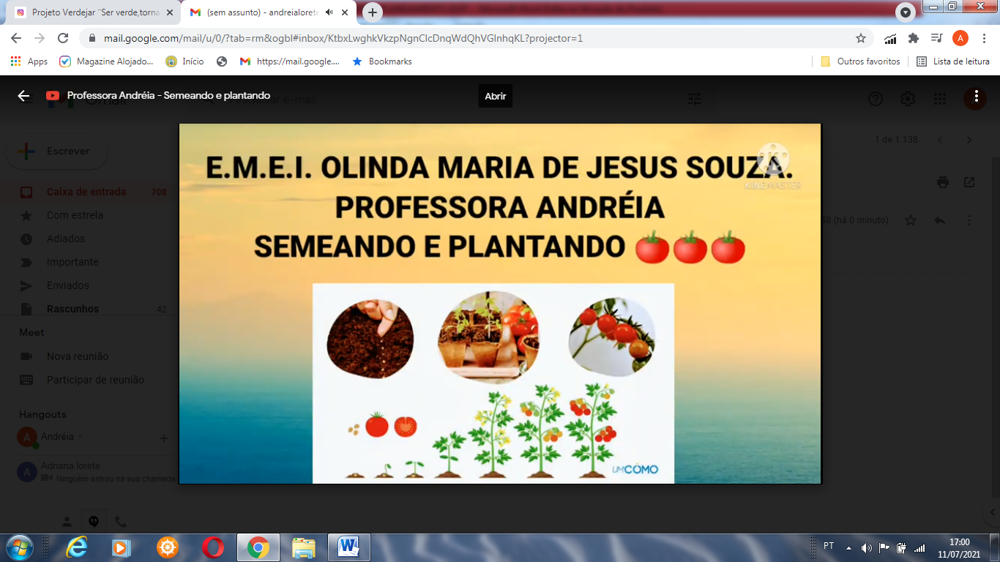 Projeto Verdejar ¨Ser verde,torna
(sem assunto) - andreialorete
mail.google.com/mail/u/0/?tab=rm&ogbl#inbox/KtbxLwghkVkzpNgnClcDnqWdQhVGlnhqKL?projector=1
A
Apps
Magazine Alojado...
Início
https://mail.google....
Bookmarks
Outros favoritos
Lista de leitura
Professora Andréia - Semeando e plantando
Abrir
Gmail
e-mail
Escrever
1 de 1.138
Caixa de entrada 708
Com estrela
Adiados
Importante
Enviados
Rascunhos 42
Meet
Nova reunião
Participar de reunião
Hangouts
A Andréia
A Adriana lorete
Ninguém entrou na sua chamada
(há 0 minuto)
E.M.E.I. OLINDA MARIA DE JESUS SOUZA.
KINEMASTER
PROFESSORA ANDRÉIA
SEMEANDO E PLANTANDO
UMCOMO
PT
17:00
11/07/2021